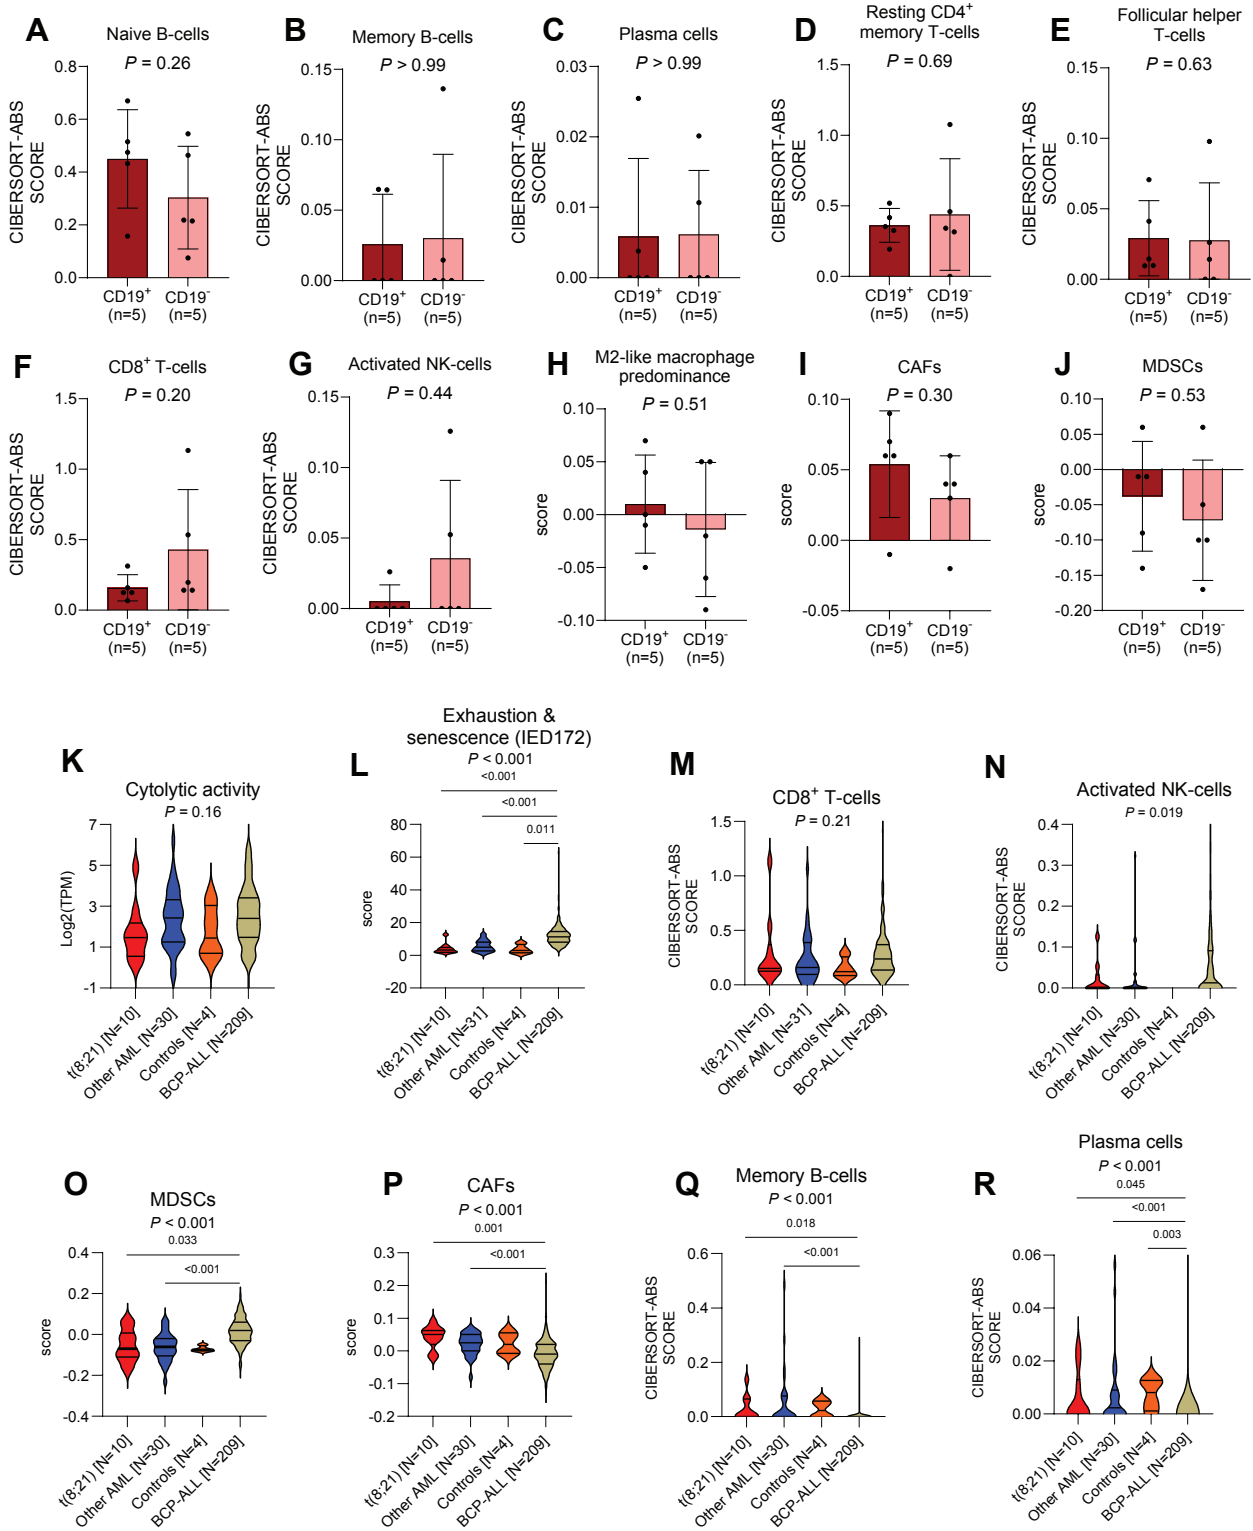 A
Naive B-cells
P = 0.26
CIBERSORT-ABS
SCORE
0.8
0.6
0.4
0.2
0.0
CD19+
(n=5)
CD19-
(n=5)
B
Memory B-cells
P > 0.99
CIBERSORT-ABS
SCORE
0.15
0.10
0.05
0.00
CD19+
(n=5)
CD19-
(n=5)
C
Plasma cells
P > 0.99
CIBERSORT-ABS
SCORE
0.03
0.02
0.01
0.00
CD19+
(n=5)
CD19-
(n=5)
D
Resting CD4+
memory T-cells
P = 0.69
CIBERSORT-ABS
SCORE
1.5
1.0
0.5
0.0
CD19+
(n=5)
CD19-
(n=5)
E
Follicular helper
T-cells
P = 0.63
CIBERSORT-ABS
SCORE
0.15
0.10
0.05
0.00
CD19+
(n=5)
CD19-
(n=5)
F
CD8+ T-cells
P = 0.20
CIBERSORT-ABS
SCORE
1.5
1.0
0.5
0.0
CD19+
(n=5)
CD19-
(n=5)
G
Activated NK-cells
P = 0.44
CIBERSORT-ABS
SCORE
0.15
0.10
0.05
0.00
CD19+
(n=5)
CD19-
(n=5)
H
M2-like macrophage
predominance
P = 0.51
score
0.10
0.05
0.00
-0.05
-0.10
CD19+
(n=5)
CD19-
(n=5)
I
CAFs
P = 0.30
score
0.10
0.05
0.00
-0.05
CD19+
(n=5)
CD19-
(n=5)
J
MDSCs
P = 0.53
score
0.10
0.05
0.00
-0.05
-0.10
-0.15
-0.20
CD19+
(n=5)
CD19-
(n=5)
K
Cytolytic activity
P = 0.16
Log2(TPM)
7
5
3
1
-1
t(8;21) [N=10]
Other AML [N=30]
Controls [N=4]
BCP-ALL [N=209]
L
Exhaustion &
senescence (IED172)
P < 0.001
<0.001
<0.001
0.011
score
80
60
40
20
0
-20
t(8;21) [N=10]
Other AML [N=31]
Controls [N=4]
BCP-ALL [N=209]
M
CD8+ T-cells
P = 0.21
CIBERSORT-ABS
SCORE
1.5
1.0
0.5
0.0
t(8;21) [N=10]
Other AML [N=31]
Controls [N=4]
BCP-ALL [N=209]
N
Activated NK-cells
P = 0.019
CIBERSORT-ABS
SCORE
0.4
0.3
0.2
0.1
0.0
t(8;21) [N=10]
Other AML [N=30]
Controls [N=4]
BCP-ALL [N=209]
O
MDSCs
P < 0.001
0.033
<0.001
score
0.4
0.2
0.0
-0.2
-0.4
t(8;21) [N=10]
Other AML [N=30]
Controls [N=4]
BCP-ALL [N=209]
P
CAFs
P < 0.001
0.001
<0.001
score
0.3
0.2
0.1
0.0
-0.1
-0.2
t(8;21) [N=10]
Other AML [N=30]
Controls [N=4]
BCP-ALL [N=209]
Q
Memory B-cells
P < 0.001
0.018
<0.001
CIBERSORT-ABS
SCORE
0.6
0.4
0.2
0.0
t(8;21) [N=10]
Other AML [N=30]
Controls [N=4]
BCP-ALL [N=209]
R
Plasma cells
P < 0.001
0.045
<0.001
0.003
CIBERSORT-ABS
SCORE
0.06
0.04
0.02
0.00
t(8;21) [N=10]
Other AML [N=30]
Controls [N=4]
BCP-ALL [N=209]